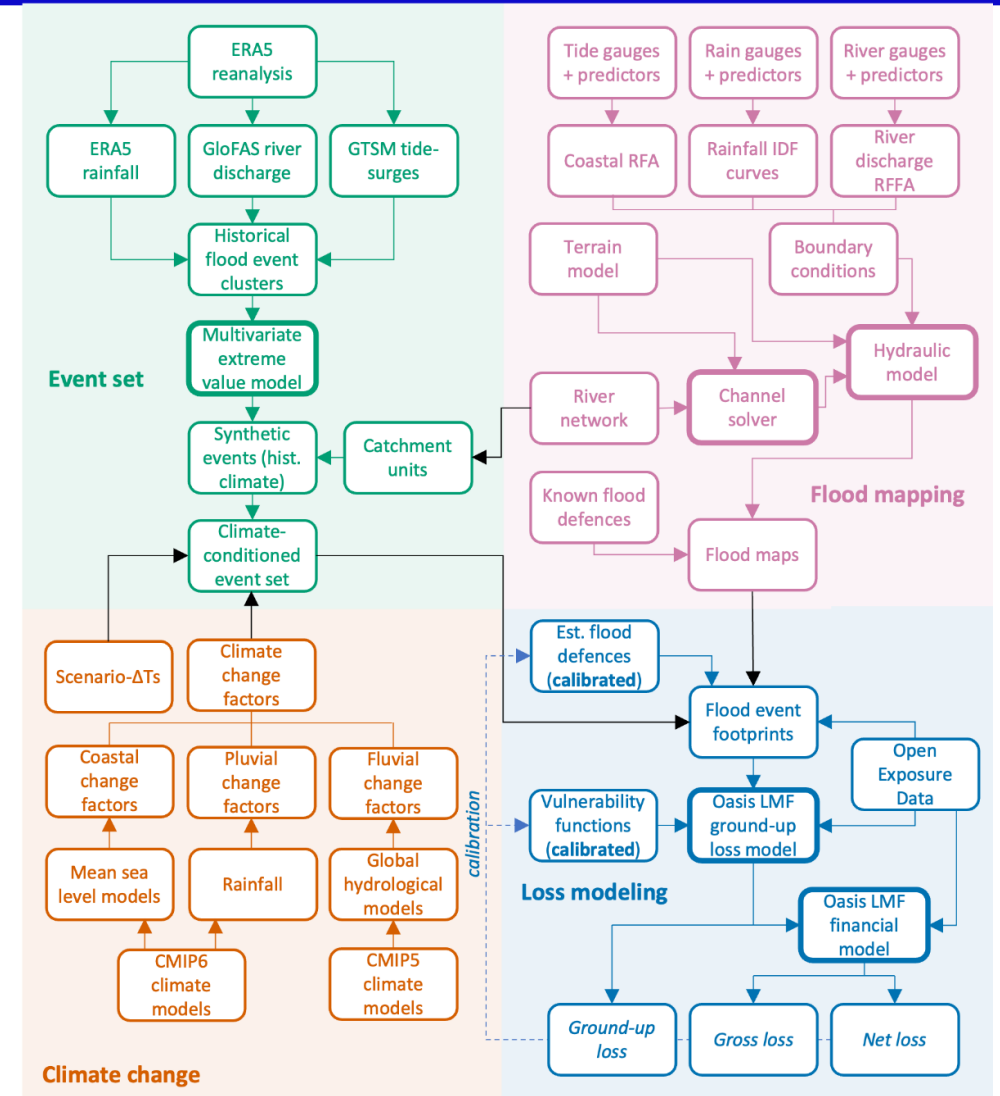 ERA5
reanalysis
ERA5
rainfall
GloFAS river
discharge
GTSM tide-
surges
Historical
flood event
clusters
Multivariate
extreme
value model
Event set
Synthetic
events (hist.
climate)
Catchment
units
Climate-
conditioned
event set
Tide gauges
+ predictors
Rain gauges
+ predictors
River gauges
+ predictors
Coastal RFA
Rainfall IDF
curves
River
discharge
RFFA
Terrain
model
Boundary
conditions
Hydraulic
model
River
network
Channel
solver
Known flood
defences
Flood mapping
Flood maps
Scenario-ΔTs
Climate
change
factors
Coastal
change
factors
Pluvial
change
factors
Fluvial
change
factors
Mean sea
level models
Rainfall
Global
hydrological
models
CMIP6
climate
models
CMIP5
climate
models
Climate change
Est. flood
defences
(calibrated)
Flood event
footprints
Open
Exposure
Data
calibration
Vulnerability
functions
(calibrated)
Oasis LMF
ground-up
loss model
Loss modeling
Oasis LMF
financial
model
Ground-up
loss
Gross loss
Net loss